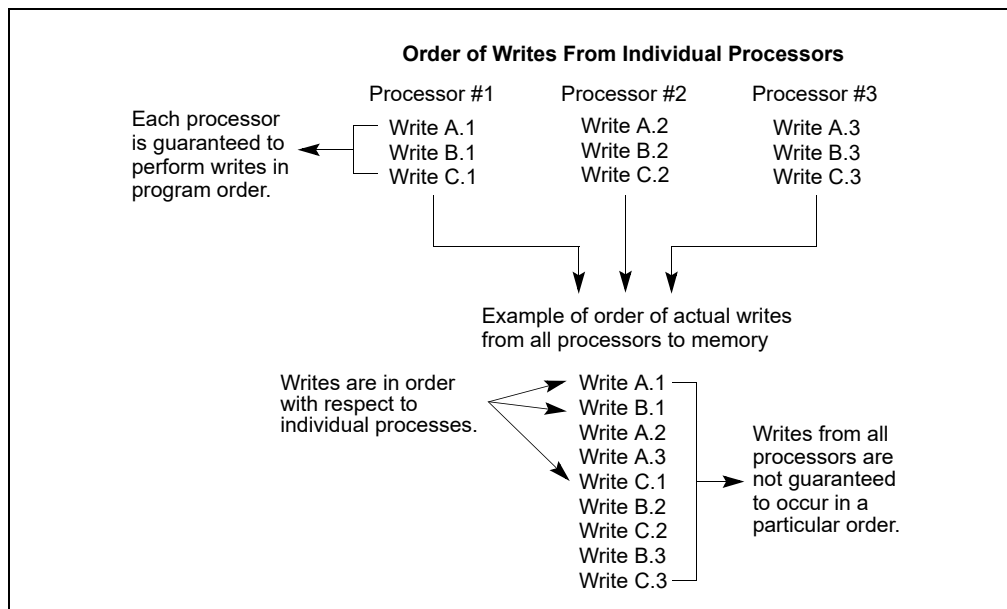 Order of Writes From Individual Processors
Processor #1
Processor #2
Processor #3
Each processor
is guaranteed to
perform writes in
program order.
Write A.1
Write B.1
Write C.1
Write A.2
Write B.2
Write C.2
Write A.3
Write B.3
Write C.3
Example of order of actual writes
from all processors to memory
Writes are in order
with respect to
individual processes.
Write A.1
Write B.1
Write A.2
Write A.3
Write C.1
Write B.2
Write C.2
Write B.3
Write C.3
Writes from all
processors are
not guaranteed
to occur in a
particular order.